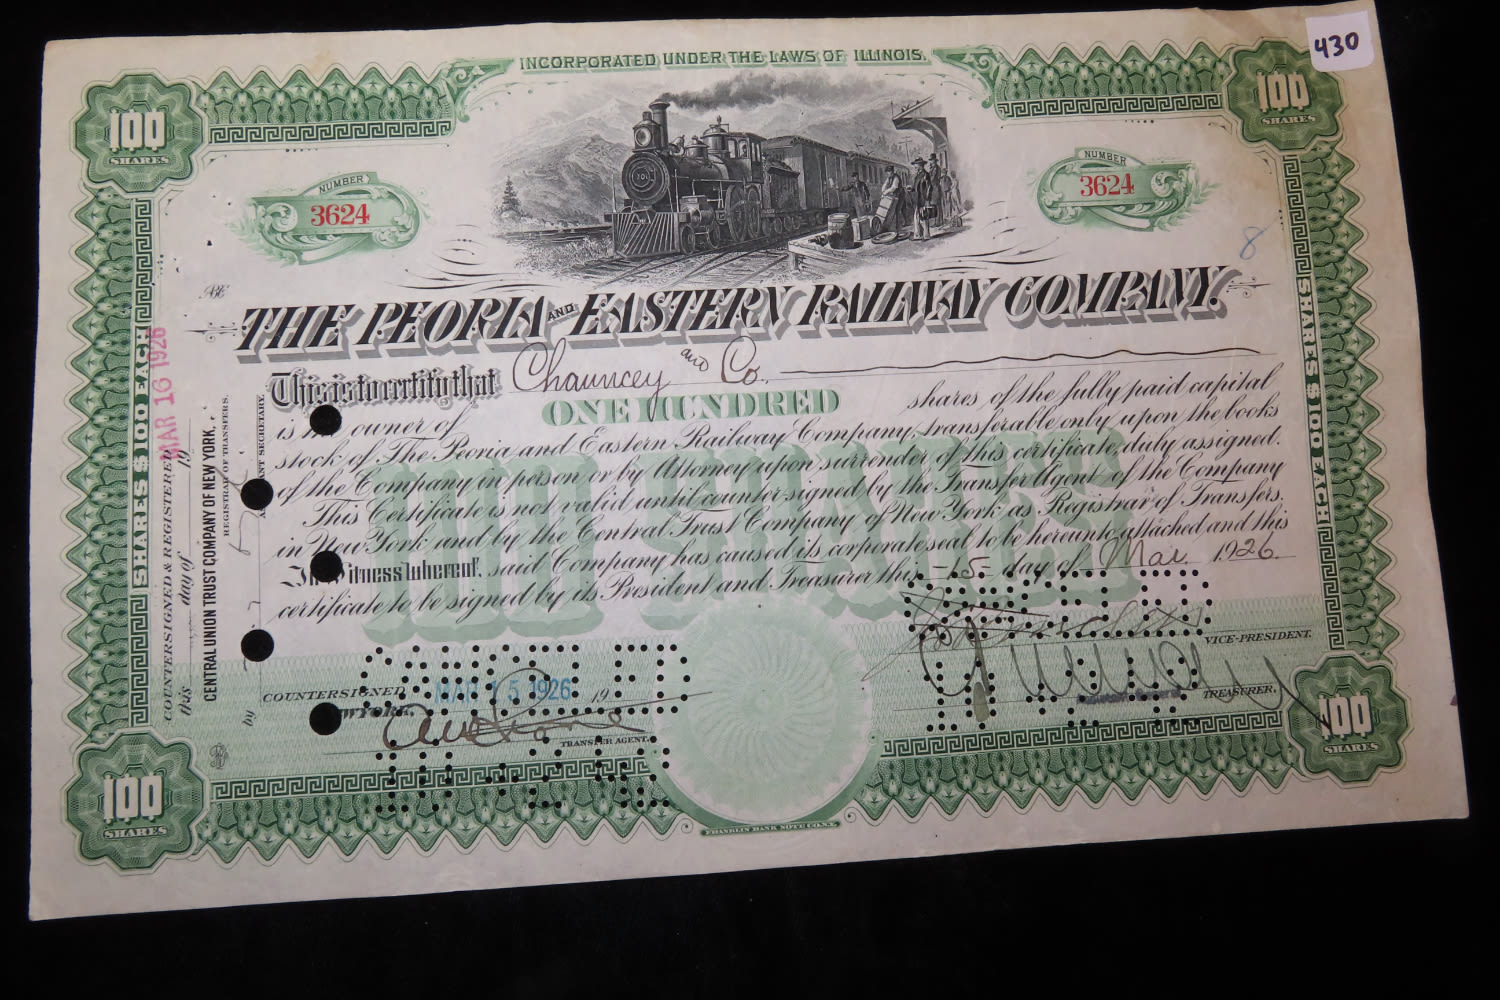 430
INCORPORATED UNDER THE LAWS OF ILLINOIS.
100 SHARES
100 SHARES
NUMBER
3624
NUMBER
3624
8
THE PEORIA AND EASTERN RAILWAY COMPANY.
This is to certify that Chauncey and Co.
is the owner of ONE HUNDRED shares of the fully paid capital
stock of The Peoria and Eastern Railway Company, transferable only upon the books
of the Company in person or by Attorney upon surrender of this certificate, duly assigned.
This Certificate is not valid until countersigned by the Transfer Agent of the Company
in New York and by the Central Trust Company of New York as Registrar of Transfers.
In Witness Whereof, said Company has caused its corporate seal to be hereunto attached and this
certificate to be signed by its President and Treasurer this 15 day of Mar. 1926.
100 SHARES
VICE-PRESIDENT.
TREASURER.
COUNTERSIGNED MAR 15 1926 19
NEW YORK,
TRANSFER AGENT.
FRANKLIN BANK NOTE CO. N.Y.
100 SHARES
100 SHARES
SHARES $100 EACH
SHARES $100 EACH
MAR 16 1926
COUNTERSIGNED & REGISTERED
this day of 19
CENTRAL UNION TRUST COMPANY OF NEW YORK,
REGISTRAR OF TRANSFERS.
by
SECRETARY.